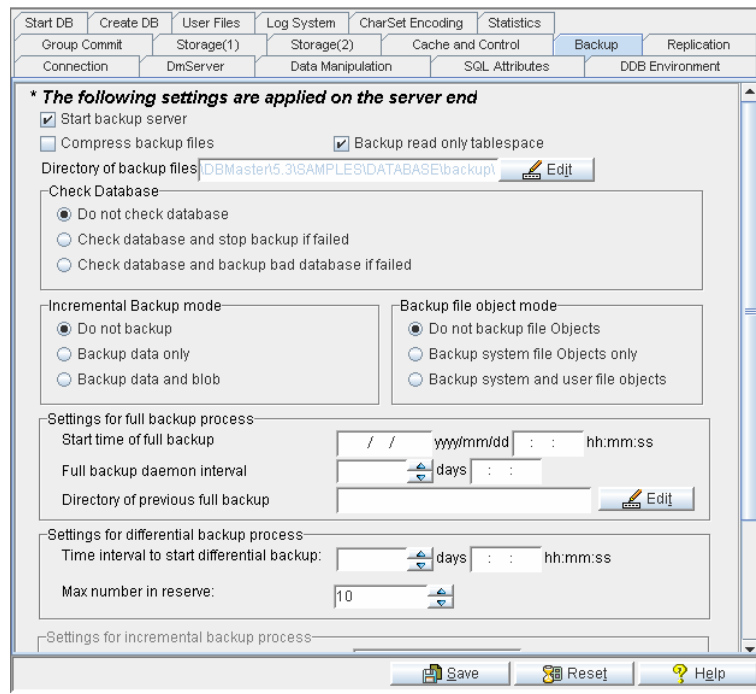 Start DB Create DB User Files Log System CharSet Encoding Statistics
Group Commit Storage(1) Storage(2) Cache and Control Backup Replication
Connection DmServer Data Manipulation SQL Attributes DDB Environment
* The following settings are applied on the server end
Start backup server
Compress backup files Backup read only tablespace
Directory of backup files \DBMaster\5.3\SAMPLES\DATABASE\backup\ Edit
Check Database
Do not check database
Check database and stop backup if failed
Check database and backup bad database if failed
Incremental Backup mode Backup file object mode
Do not backup Do not backup file Objects
Backup data only Backup system file Objects only
Backup data and blob Backup system and user file objects
Settings for full backup process
Start time of full backup / / yyyy/mm/dd : : hh:mm:ss
Full backup daemon interval days : :
Directory of previous full backup Edit
Settings for differential backup process
Time interval to start differential backup: days : : hh:mm:ss
Max number in reserve: 10
Settings for incremental backup process
Save Reset Help